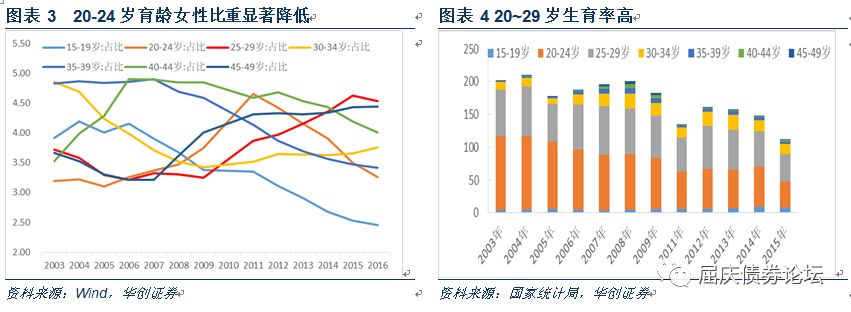 图表 3 20-24 岁育龄女性比重显著降低
15-19岁:占比 20-24岁:占比 25-29岁:占比 30-34岁:占比
35-39岁:占比 40-44岁:占比 45-49岁:占比
5.50
5.00
4.50
4.00
3.50
3.00
2.50
2.00
2003 2004 2005 2006 2007 2008 2009 2010 2011 2012 2013 2014 2015 2016
资料来源：Wind，华创证券
图表 4 20~29 岁生育率高
15-19岁 20-24岁 25-29岁 30-34岁 35-39岁 40-44岁 45-49岁
250
200
150
100
50
0
2003年 2004年 2005年 2006年 2007年 2008年 2009年 2011年 2012年 2013年 2014年 2015年
资料来源：国家统计局，华创证券
屈庆债券论坛